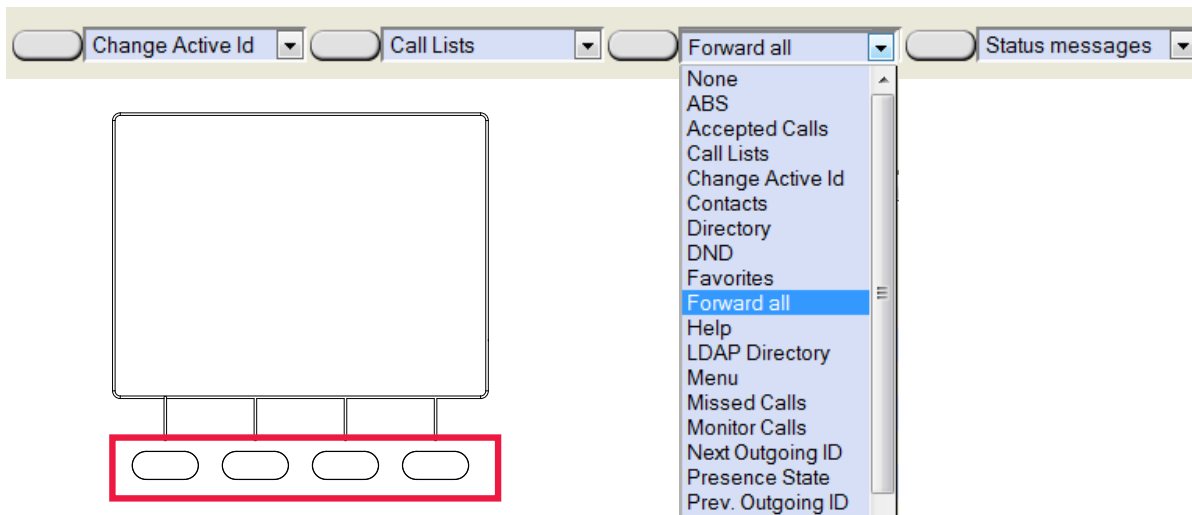 Change Active Id Call Lists Forward all Status messages
None
ABS
Accepted Calls
Call Lists
Change Active Id
Contacts
Directory
DND
Favorites
Forward all
Help
LDAP Directory
Menu
Missed Calls
Monitor Calls
Next Outgoing ID
Presence State
Prev. Outgoing ID